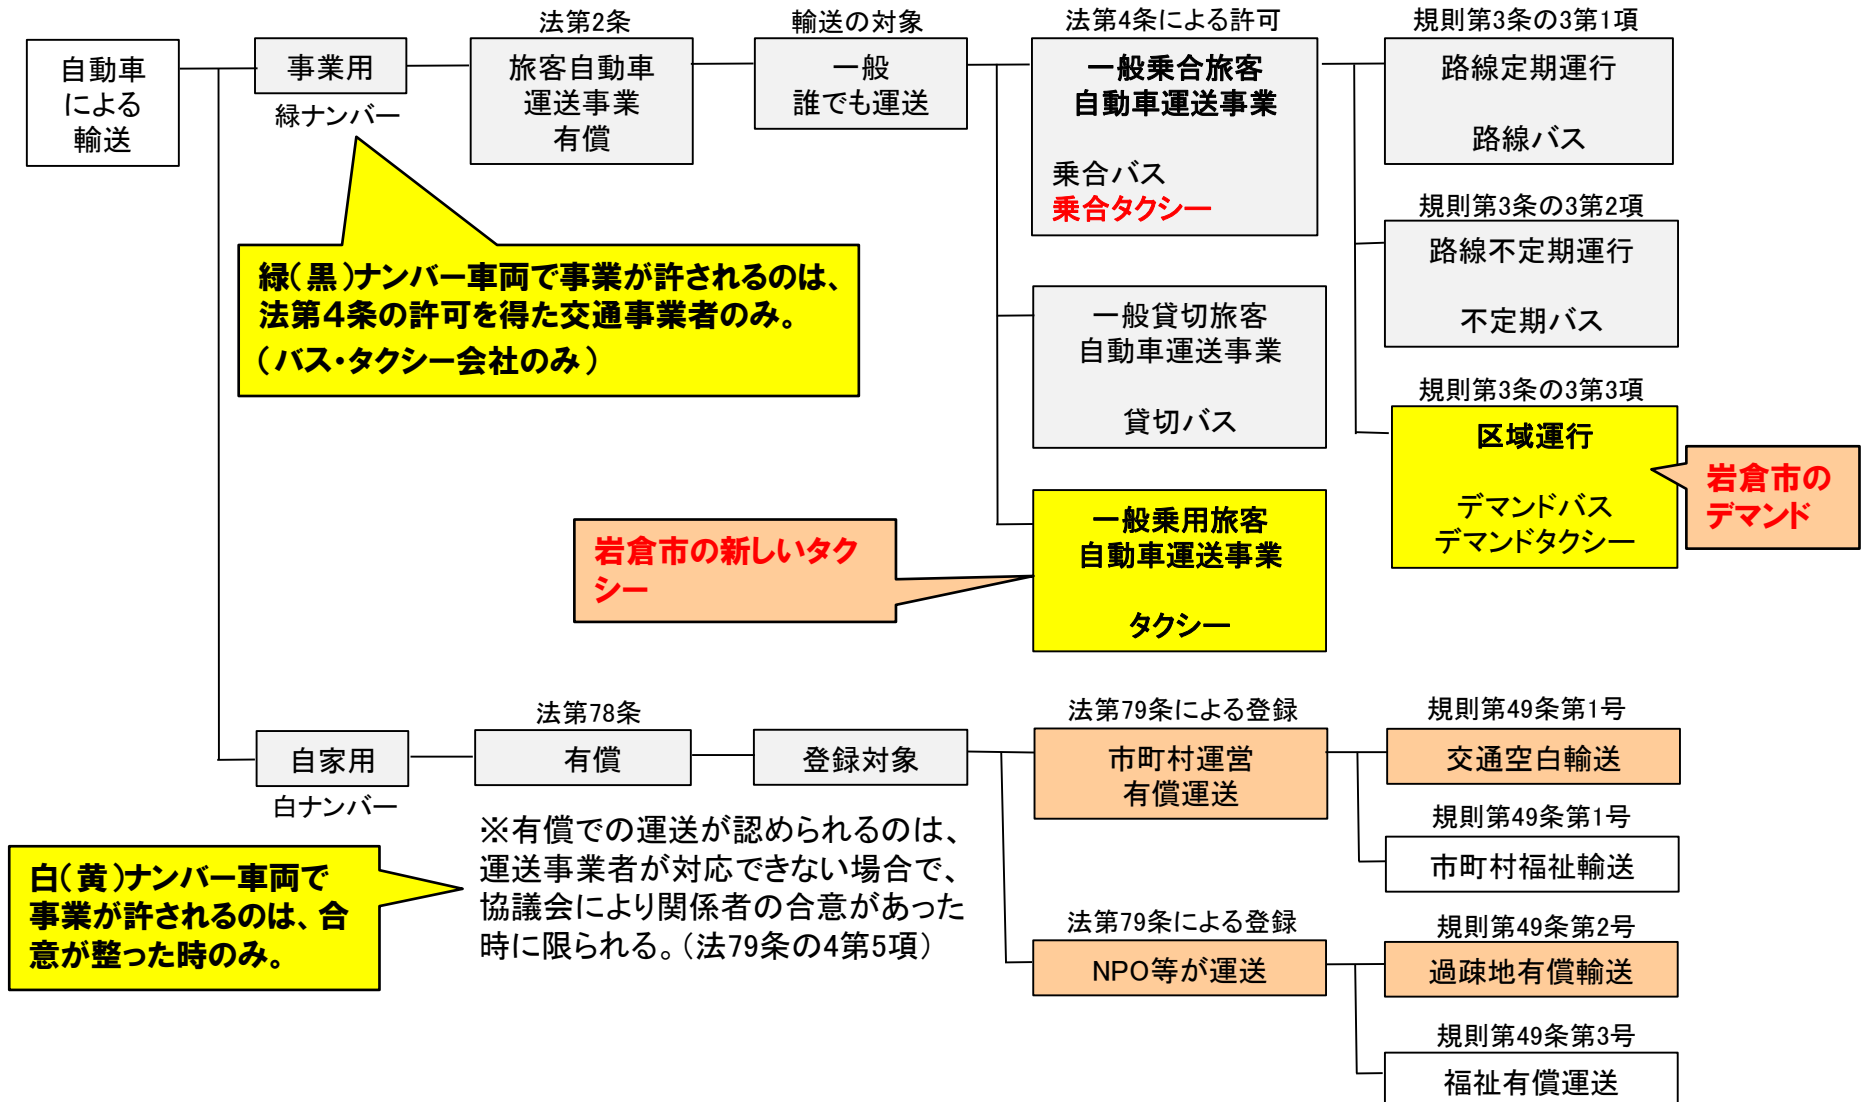 自動車
による
輸送
事業用
緑ナンバー
法第2条
旅客自動車
運送事業
有償
輸送の対象
一般
誰でも運送
法第4条による許可
一般乗合旅客
自動車運送事業
乗合バス
乗合タクシー
規則第3条の3第1項
路線定期運行
路線バス
規則第3条の3第2項
路線不定期運行
不定期バス
規則第3条の3第3項
区域運行
デマンドバス
デマンドタクシー
岩倉市の
デマンド
緑(黒)ナンバー車両で事業が許されるのは、
法第4条の許可を得た交通事業者のみ。
(バス・タクシー会社のみ)
一般貸切旅客
自動車運送事業
貸切バス
岩倉市の新しいタク
シー
一般乗用旅客
自動車運送事業
タクシー
自家用
白ナンバー
法第78条
有償
登録対象
法第79条による登録
市町村運営
有償運送
規則第49条第1号
交通空白輸送
規則第49条第1号
市町村福祉輸送
白(黄)ナンバー車両で
事業が許されるのは、合
意が整った時のみ。
※有償での運送が認められるのは、
運送事業者が対応できない場合で、
協議会により関係者の合意があった
時に限られる。(法79条の4第5項)
法第79条による登録
NPO等が運送
規則第49条第2号
過疎地有償輸送
規則第49条第3号
福祉有償運送